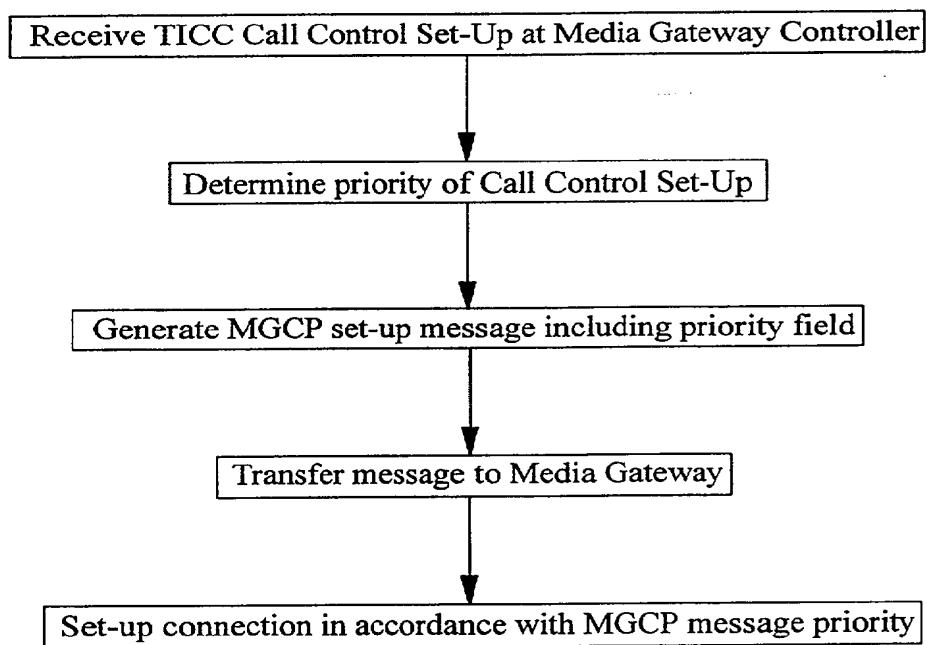 Receive TICC Call Control Set-Up at Media Gateway Controller
Determine priority of Call Control Set-Up
Generate MGCP set-up message including priority field
Transfer message to Media Gateway
Set-up connection in accordance with MGCP message priority